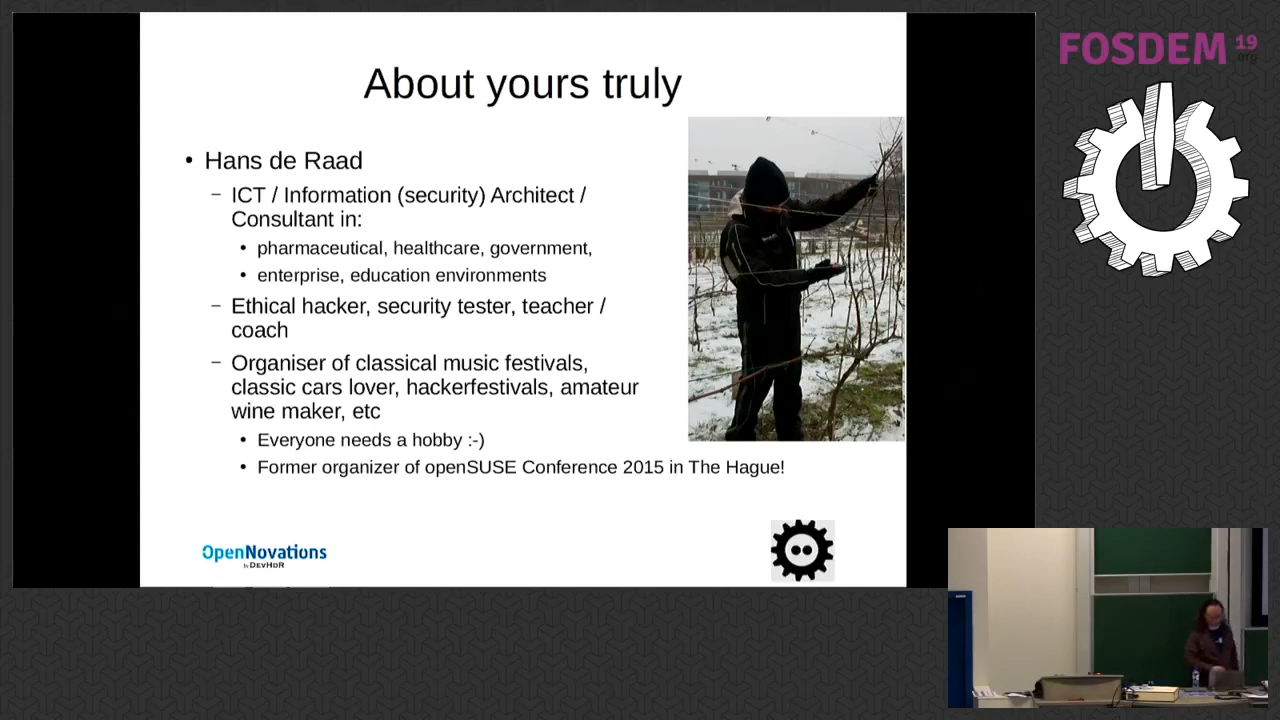 FOSDEM 19
.org
About yours truly
• Hans de Raad
– ICT / Information (security) Architect /
Consultant in:
• pharmaceutical, healthcare, government,
• enterprise, education environments
– Ethical hacker, security tester, teacher /
coach
– Organiser of classical music festivals,
classic cars lover, hackerfestivals, amateur
wine maker, etc
• Everyone needs a hobby :-)
• Former organizer of openSUSE Conference 2015 in The Hague!
OpenNovations
by DEVHDR